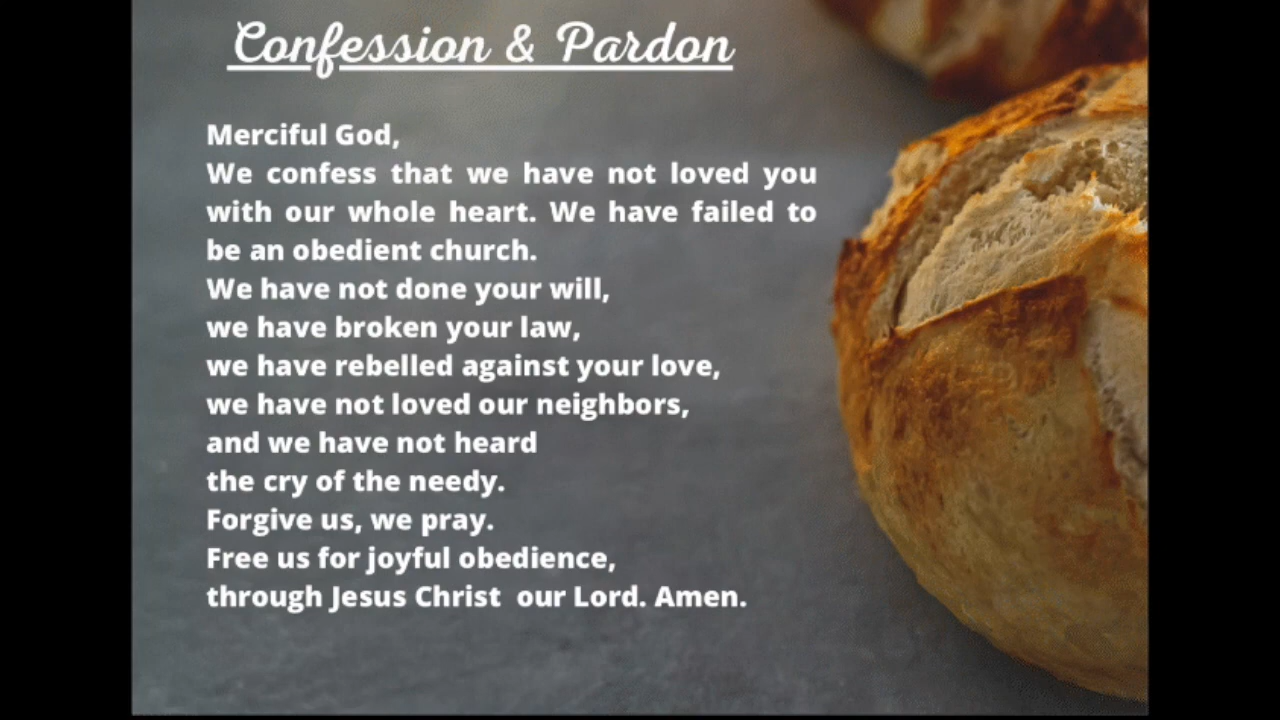 Confession & Pardon
Merciful God,
We confess that we have not loved you
with our whole heart. We have failed to
be an obedient church.
We have not done your will,
we have broken your law,
we have rebelled against your love,
we have not loved our neighbors,
and we have not heard
the cry of the needy.
Forgive us, we pray.
Free us for joyful obedience,
through Jesus Christ our Lord. Amen.